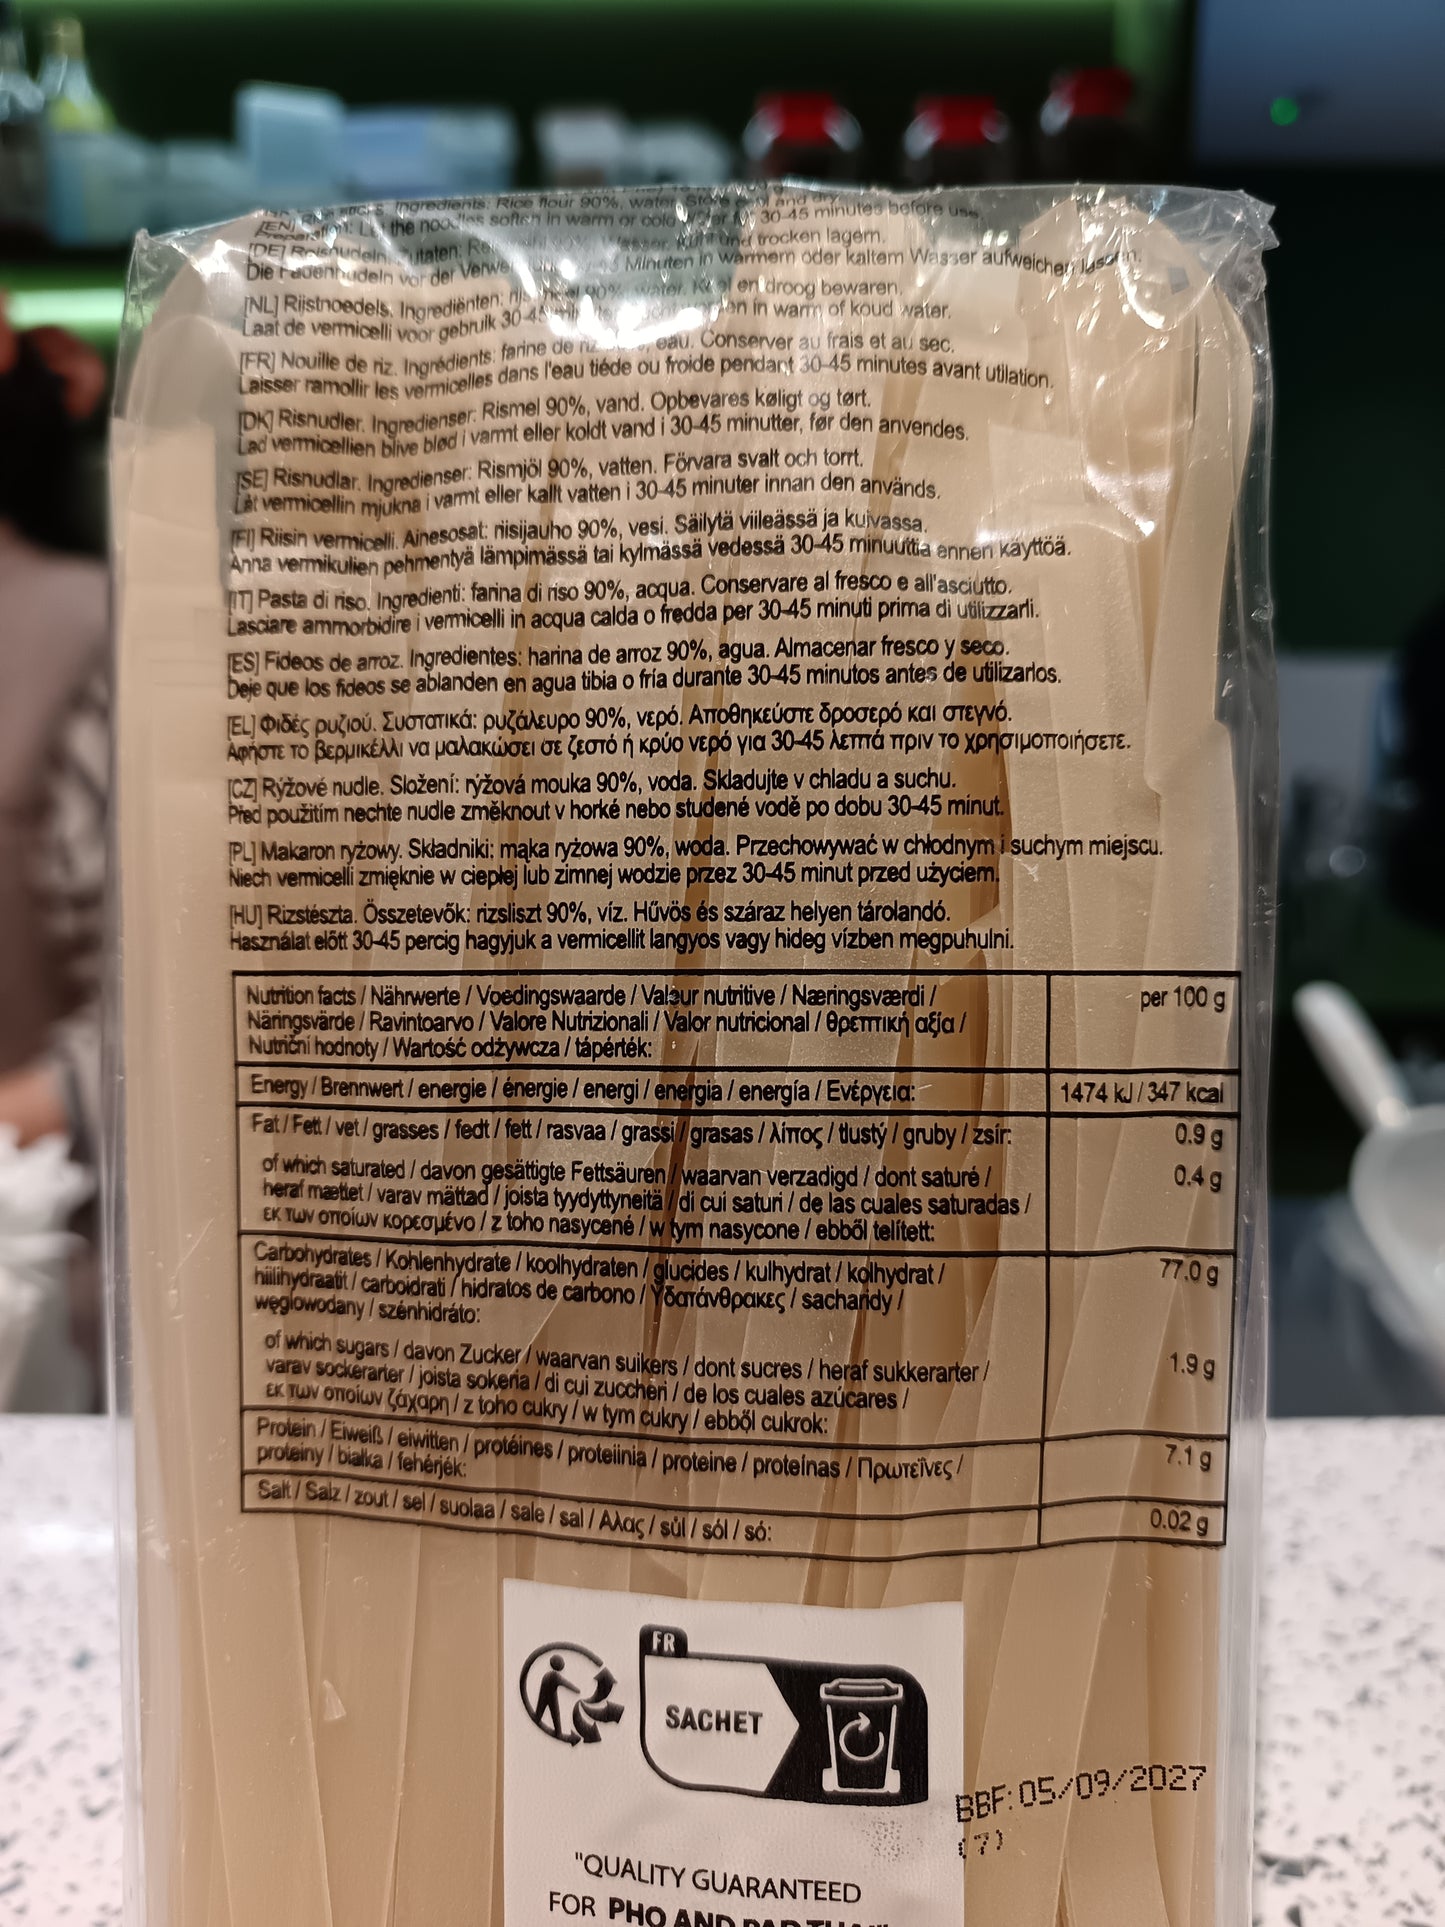 Ingredients: Rice flour 90%, water. Store and dry
[EN] Let the noodles soften in warm or cold 30-45 minutes before use.
[DE] Reisnudeln. Wasser. Kühl und trocken lagern.
Die Fadennudeln vor der Minuten in warmem oder kaltem Wasser aufweichen lassen.
[NL] Rijstnoedels. Ingrediënten: 90% water. en droog bewaren.
Laat de vermicelli voor gebruik 30-45 in warm of koud water.
[FR] Nouille de riz. Ingrédients: farine de riz eau. Conserver au frais et au sec.
Laisser ramollir les vermicelles dans l'eau tiéde ou froide pendant 30-45 minutes avant utilation.
[DK] Risnudler. Ingredienser: Rismel 90%, vand. Opbevares køligt og tørt.
Lad vermicellien blive blød i varmt eller koldt vand i 30-45 minutter, før den anvendes.
[SE] Risnudlar. Ingredienser: Rismjöl 90%, vatten. Förvara svalt och torrt.
Låt vermicellin mjukna i varmt eller kallt vatten i 30-45 minuter innan den används.
[FI] Riisin vermicelli. Ainesosat: riisijauho 90%, vesi. Säilytä viileässä ja kuivassa.
Anna vermikulien pehmentyä lämpimässä tai kylmässä vedessä 30-45 minuuttia ennen käyttöä.
[IT] Pasta di riso. Ingredienti: farina di riso 90%, acqua. Conservare al fresco e all'asciutto.
Lasciare ammorbidire i vermicelli in acqua calda o fredda per 30-45 minuti prima di utilizzarli.
[ES] Fideos de arroz. Ingredientes: harina de arroz 90%, agua. Almacenar fresco y seco.
Deje que los fideos se ablanden en agua tibia o fría durante 30-45 minutos antes de utilizarlos.
[EL] Φιδές ρυζιού. Συστατικά: ρυζάλευρο 90%, νερό. Αποθηκεύστε δροσερό και στεγνό.
Αφήστε το βερμικέλλι να μαλακώσει σε ζεστό ή κρύο νερό για 30-45 λεπτά πριν το χρησιμοποιήσετε.
[CZ] Rýžové nudle. Složení: rýžová mouka 90%, voda. Skladujte v chladu a suchu.
Před použitím nechte nudle změknout v horké nebo studené vodě po dobu 30-45 minut.
[PL] Makaron ryżowy. Składniki: mąka ryżowa 90%, woda. Przechowywać w chłodnym i suchym miejscu.
Niech vermicelli zmięknie w ciepłej lub zimnej wodzie przez 30-45 minut przed użyciem.
[HU] Rizstészta. Összetevők: rizsliszt 90%, víz. Hűvös és száraz helyen tárolandó.
Használat előtt 30-45 percig hagyjuk a vermicellit langyos vagy hideg vízben megpuhulni.
Nutrition facts / Nährwerte / Voedingswaarde / Valeur nutritive / Næringsværdi / per 100 g
Näringsvärde / Ravintoarvo / Valore Nutrizionali / Valor nutricional / θρεπτική αξία /
Nutriční hodnoty / Wartość odżywcza / tápérték:
Energy / Brennwert / energie / énergie / energi / energia / energía / Ενέργεια: 1474 kJ / 347 kcal
Fat / Fett / vet / grasses / fedt / fett / rasvaa / grassi / grasas / λίπος / tlustý / gruby / zsír: 0.9 g
of which saturated / davon gesättigte Fettsäuren / waarvan verzadigd / dont saturé / 0.4 g
heraf mættet / varav mättad / joista tyydyttyneitä / di cui saturi / de las cuales saturadas /
εκ των οποίων κορεσμένο / z toho nasycené / w tym nasycone / ebből telített:
Carbohydrates / Kohlenhydrate / koolhydraten / glucides / kulhydrat / kolhydrat / 77.0 g
hiilihydraatit / carboidrati / hidratos de carbono / Υδατάνθρακες / sacharidy /
węglowodany / szénhidráto:
of which sugars / davon Zucker / waarvan suikers / dont sucres / heraf sukkerarter / 1.9 g
varav sockerarter / joista sokeria / di cui zuccheri / de los cuales azúcares /
εκ των οποίων ζάχαρη / z toho cukry / w tym cukry / ebből cukrok:
Protein / Eiweiß / eiwitten / protéines / proteiinia / proteine / proteínas / Πρωτεΐνες / 7.1 g
proteiny / białka / fehérjék:
Salt / Salz / zout / sel / suolaa / sale / sal / Αλας / sůl / sól / só: 0.02 g
FR
SACHET
BBF: 05/09/2027
(7)
"QUALITY GUARANTEED
FOR PHO AND PAD THAI"